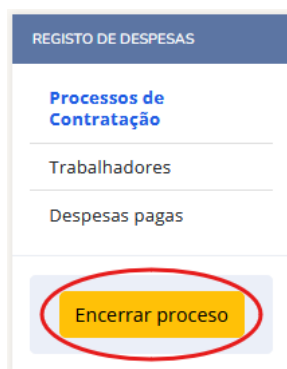 REGISTO DE DESPESAS
Processos de
Contratação
Trabalhadores
Despesas pagas
Encerrar proceso